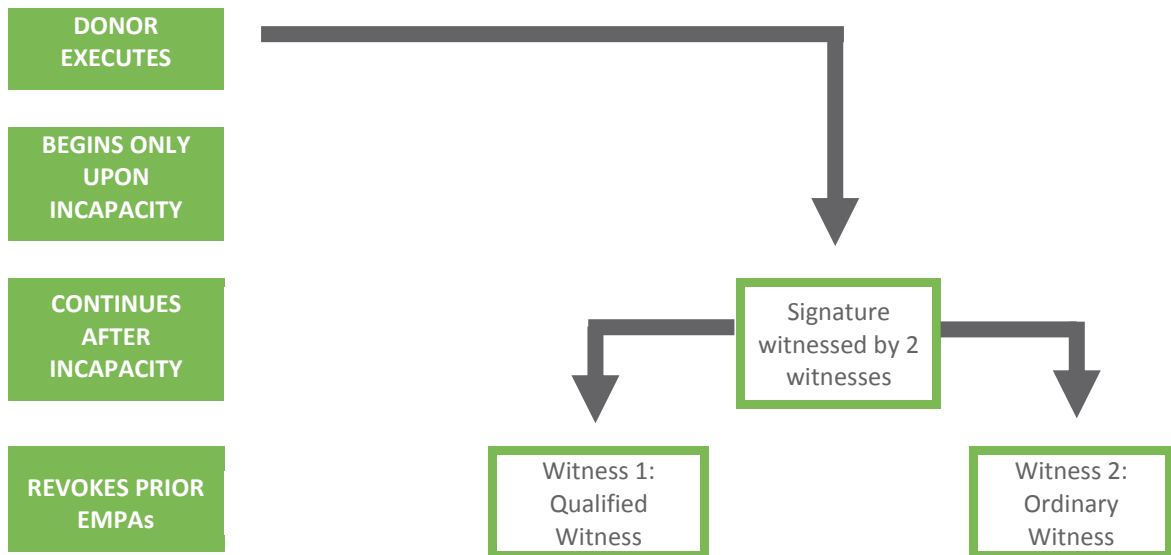 DONOR
EXECUTES
BEGINS ONLY
UPON
INCAPACITY
CONTINUES
AFTER
INCAPACITY
Signature
witnessed by 2
witnesses
REVOKES PRIOR
EMPAs
Witness 1:
Qualified
Witness
Witness 2:
Ordinary
Witness